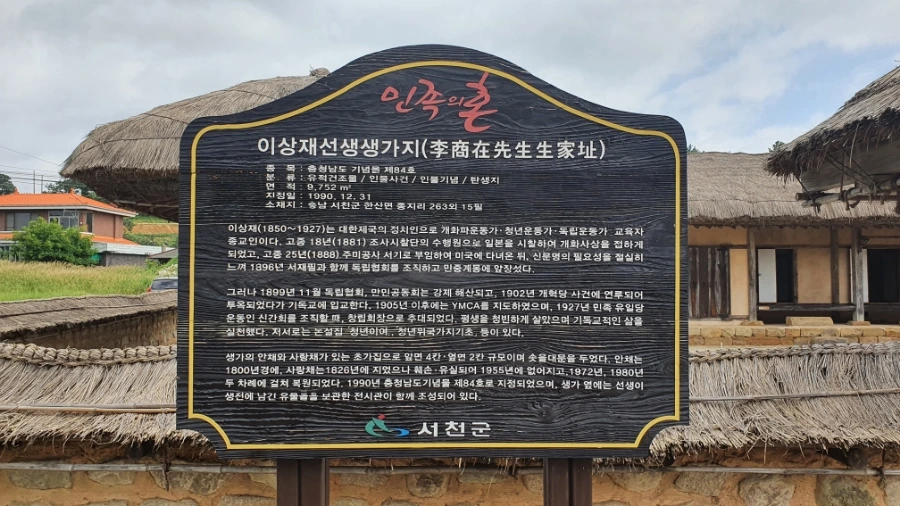 민족의 혼
이상재선생생가지(李商在先生生家址)
종 목 : 충청남도 기념물 제84호
분 류 : 유적건조물 / 인물사건 / 인물기념 / 탄생지
면 적 : 9,752 m²
지정일 : 1990. 12. 31
소재지 : 충남 서천군 한산면 종지리 263외 15필
이상재(1850~1927)는 대한제국의 정치인으로 개화파운동가·청년운동가·독립운동가· 교육자
종교인이다. 고종 18년(1881) 조사시찰단의 수행원으로 일본을 시찰하여 개화사상을 접하게
되었고, 고종 25년(1888) 주미공사 서기로 부임하여 미국에 다녀온 뒤, 신문명의 필요성을 절실히
느껴 1896년 서재필과 함께 독립협회를 조직하고 민중계몽에 앞장섰다.
그러나 1899년 11월 독립협회, 만민공동회는 강제 해산되고, 1902년 개혁당 사건에 연루되어
투옥되었다가 기독교에 입교한다. 1905년 이후에는 YMCA를 지도하였으며, 1927년 민족 유일당
운동인 신간회를 조직할 때, 창립회장으로 추대되었다. 평생을 청빈하게 살았으며 기독교적인 삶을
실천했다. 저서로는 논설집 청년이여, 청년위국가지기초, 등이 있다.
생가의 안채와 사랑채가 있는 초가집으로 앞면 4칸·옆면 2칸 규모이며 솟을대문을 두었다. 안채는
1800년경에, 사랑채는1826년에 지었으나 훼손·유실되어 1955년에 없어지고,1972년, 1980년
두 차례에 걸쳐 복원되었다. 1990년 충청남도기념물 제84호로 지정되었으며, 생가 옆에는 선생이
생전에 남긴 유물들을 보관한 전시관이 함께 조성되어 있다.
서천군